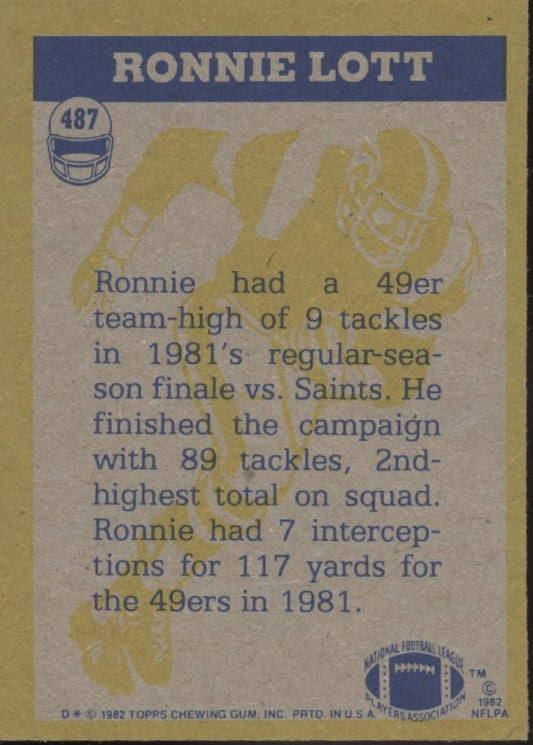 RONNIE LOTT
487
Ronnie had a 49er
team-high of 9 tackles
in 1981's regular-sea-
son finale vs. Saints. He
finished the campaign
with 89 tackles, 2nd-
highest total on squad.
Ronnie had 7 intercep-
tions for 117 yards for
the 49ers in 1981.
NATIONAL FOOTBALL LEAGUE
PLAYERS ASSOCIATION
TM
©
1982
NFLPA
D * © 1982 TOPPS CHEWING GUM, INC. PRTD. IN U.S.A.